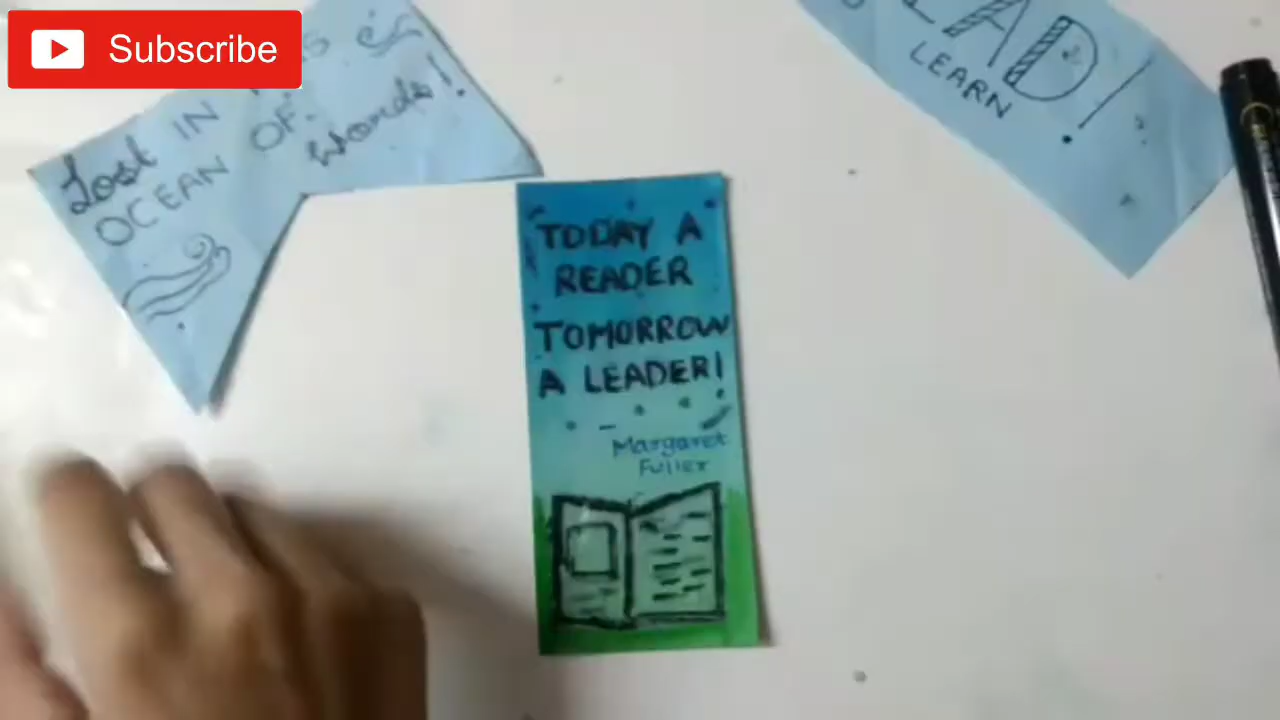 Subscribe
Lost IN
OCEAN OF
Words!
LEARN
TODAY A
READER
TOMORROW
A LEADER!
Margaret
Fuller